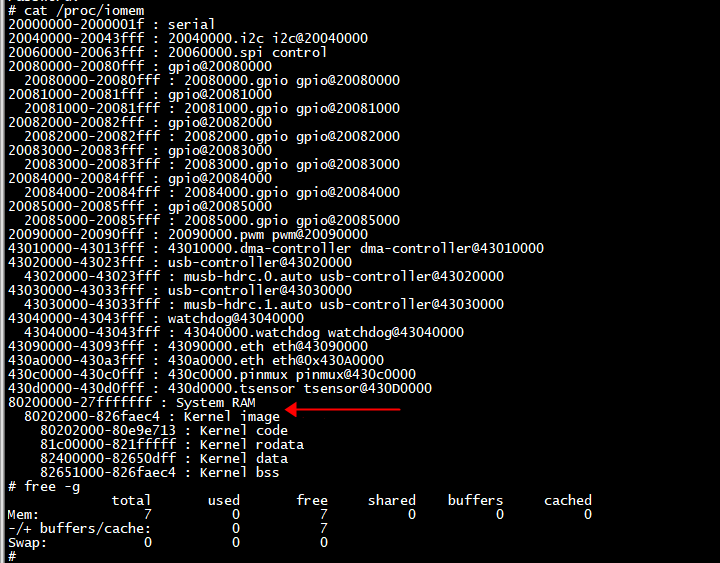 # cat /proc/iomem
20000000-2000001f : serial
20040000-20043fff : 20040000.i2c i2c@20040000
20060000-20063fff : 20060000.spi control
20080000-20080fff : gpio@20080000
  20080000-20080fff : 20080000.gpio gpio@20080000
20081000-20081fff : gpio@20081000
  20081000-20081fff : 20081000.gpio gpio@20081000
20082000-20082fff : gpio@20082000
  20082000-20082fff : 20082000.gpio gpio@20082000
20083000-20083fff : gpio@20083000
  20083000-20083fff : 20083000.gpio gpio@20083000
20084000-20084fff : gpio@20084000
  20084000-20084fff : 20084000.gpio gpio@20084000
20085000-20085fff : gpio@20085000
  20085000-20085fff : 20085000.gpio gpio@20085000
20090000-20090fff : 20090000.pwm pwm@20090000
43010000-43013fff : 43010000.dma-controller dma-controller@43010000
43020000-43023fff : usb-controller@43020000
  43020000-43023fff : musb-hdrc.0.auto usb-controller@43020000
43030000-43033fff : usb-controller@43030000
  43030000-43033fff : musb-hdrc.1.auto usb-controller@43030000
43040000-43043fff : watchdog@43040000
  43040000-43043fff : 43040000.watchdog watchdog@43040000
43090000-43093fff : 43090000.eth eth@43090000
430a0000-430a3fff : 430a0000.eth eth@0x430A0000
430c0000-430c0fff : 430c0000.pinmux pinmux@430c0000
430d0000-430d0fff : 430d0000.tsensor tsensor@430D0000
80200000-27fffffff : System RAM
  80202000-826faec4 : Kernel image
    80202000-80e9e713 : Kernel code
    81c00000-821fffff : Kernel rodata
    82400000-82650dff : Kernel data
    82651000-826faec4 : Kernel bss
# free -g
             total       used       free     shared    buffers     cached
Mem:             7          0          7          0          0          0
-/+ buffers/cache:          0          7
Swap:            0          0          0
#